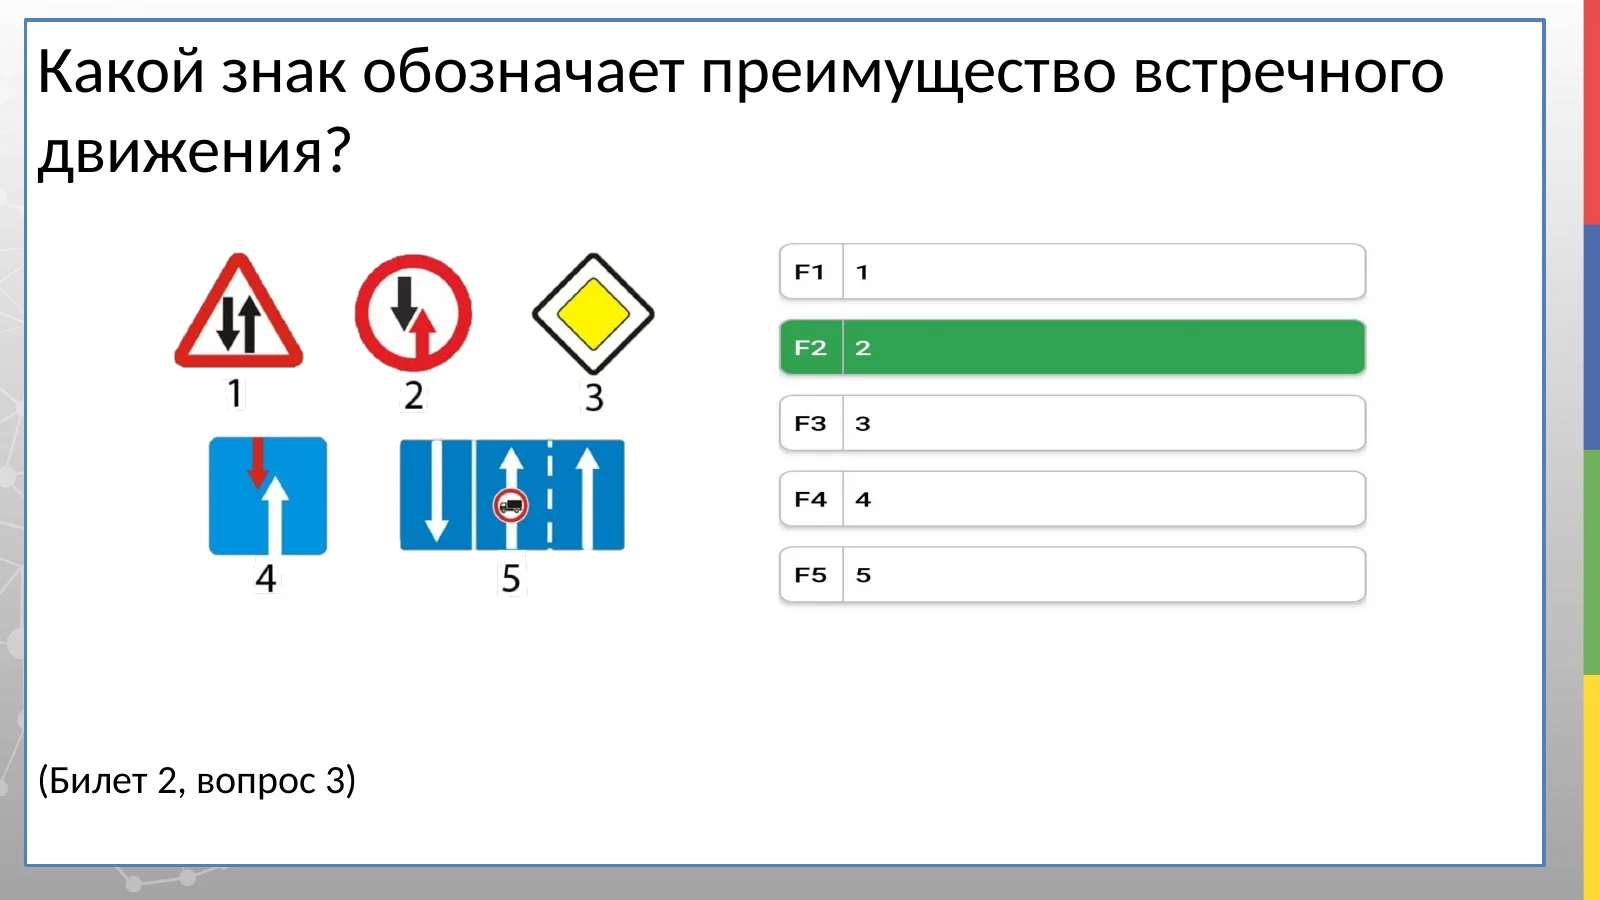 Какой знак обозначает преимущество встречного
движения?
1
2
3
4
5
F1 1
F2 2
F3 3
F4 4
F5 5
(Билет 2, вопрос 3)